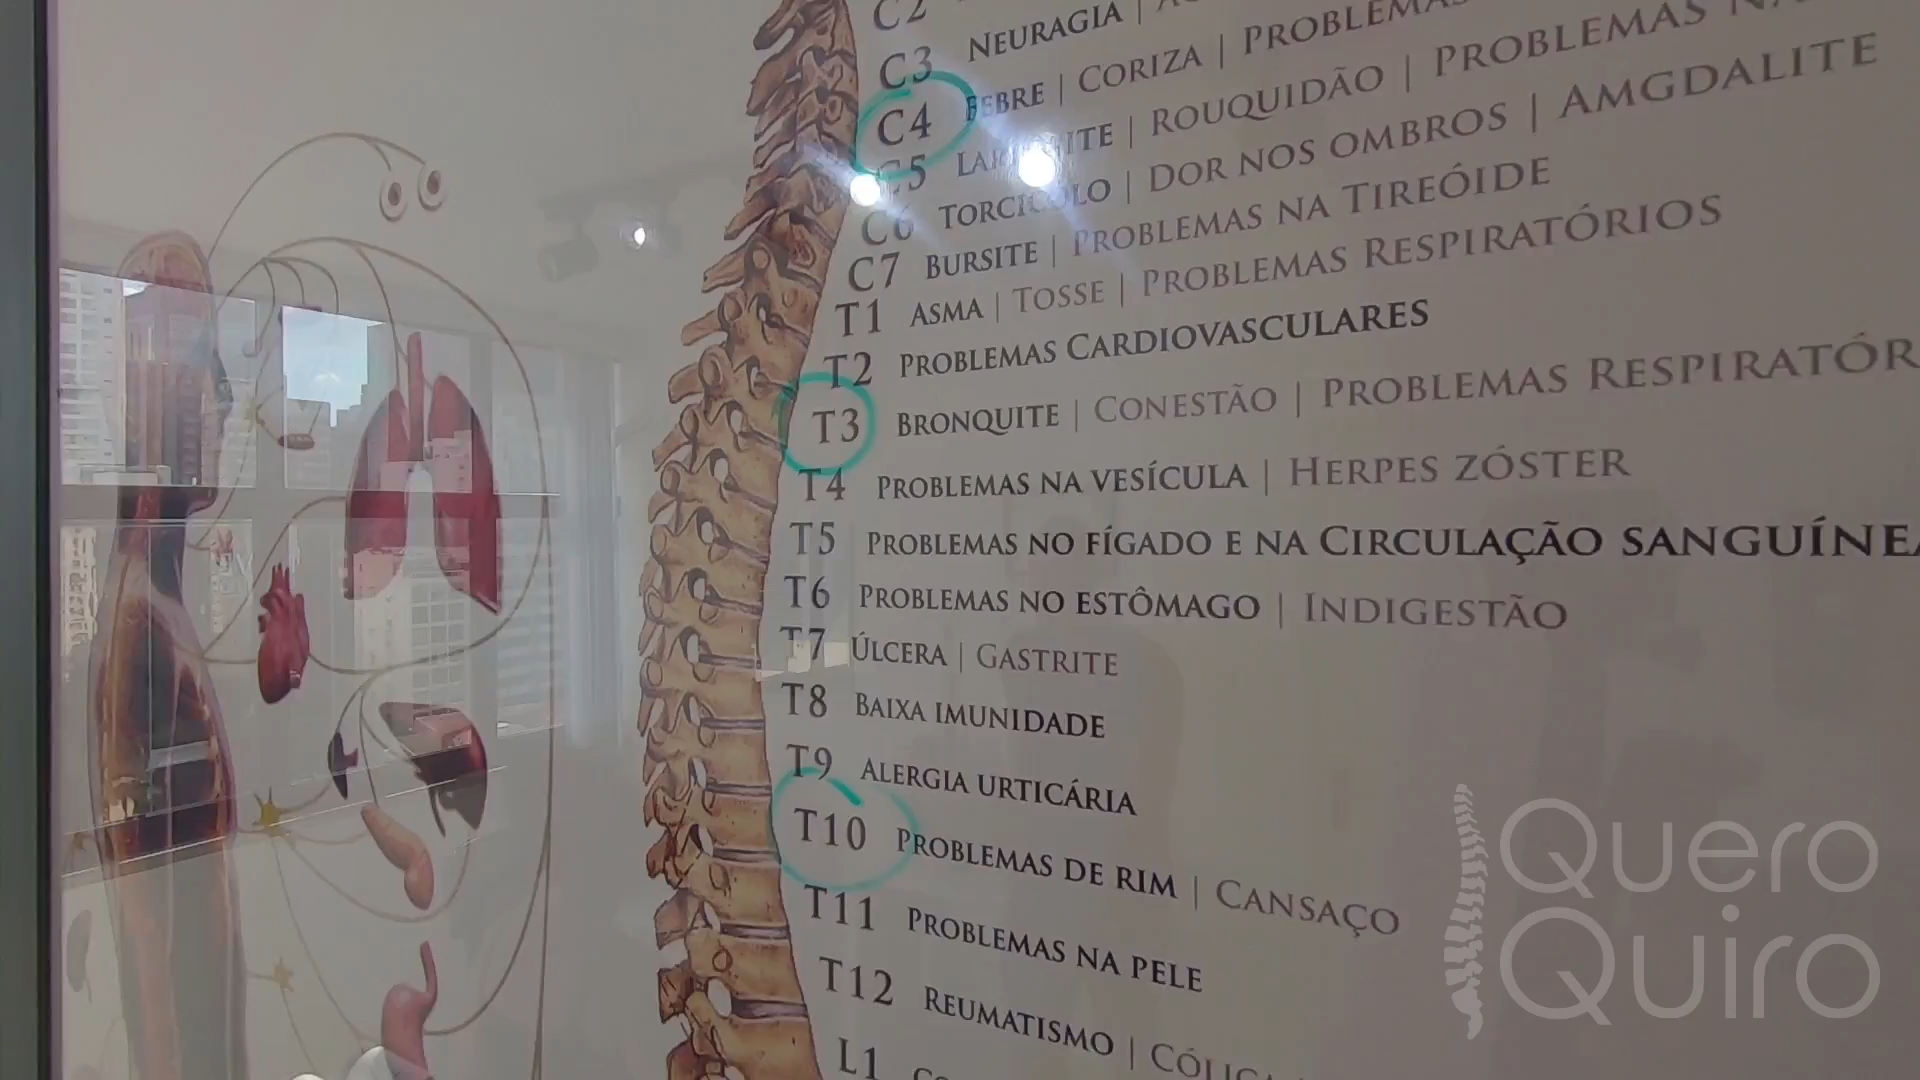 C2
C3 NEURAGIA |
C4 FEBRE | CORIZA | PROBLEMAS
C5 | ROUQUIDÃO | PROBLEMAS
C6 TORCICOLO | DOR NOS OMBROS | AMGDALITE
C7 BURSITE | PROBLEMAS NA TIREÓIDE
T1 ASMA | TOSSE | PROBLEMAS RESPIRATÓRIOS
T2 PROBLEMAS CARDIOVASCULARES
T3 BRONQUITE | CONESTÃO | PROBLEMAS RESPIRATÓR
T4 PROBLEMAS NA VESÍCULA | HERPES ZÓSTER
T5 PROBLEMAS NO FÍGADO E NA CIRCULAÇÃO SANGUÍNEA
T6 PROBLEMAS NO ESTÔMAGO | INDIGESTÃO
T7 ÚLCERA | GASTRITE
T8 BAIXA IMUNIDADE
T9 ALERGIA URTICÁRIA
T10 PROBLEMAS DE RIM | CANSAÇO
T11 PROBLEMAS NA PELE
T12 REUMATISMO |
L1
QUERO
QUIRO